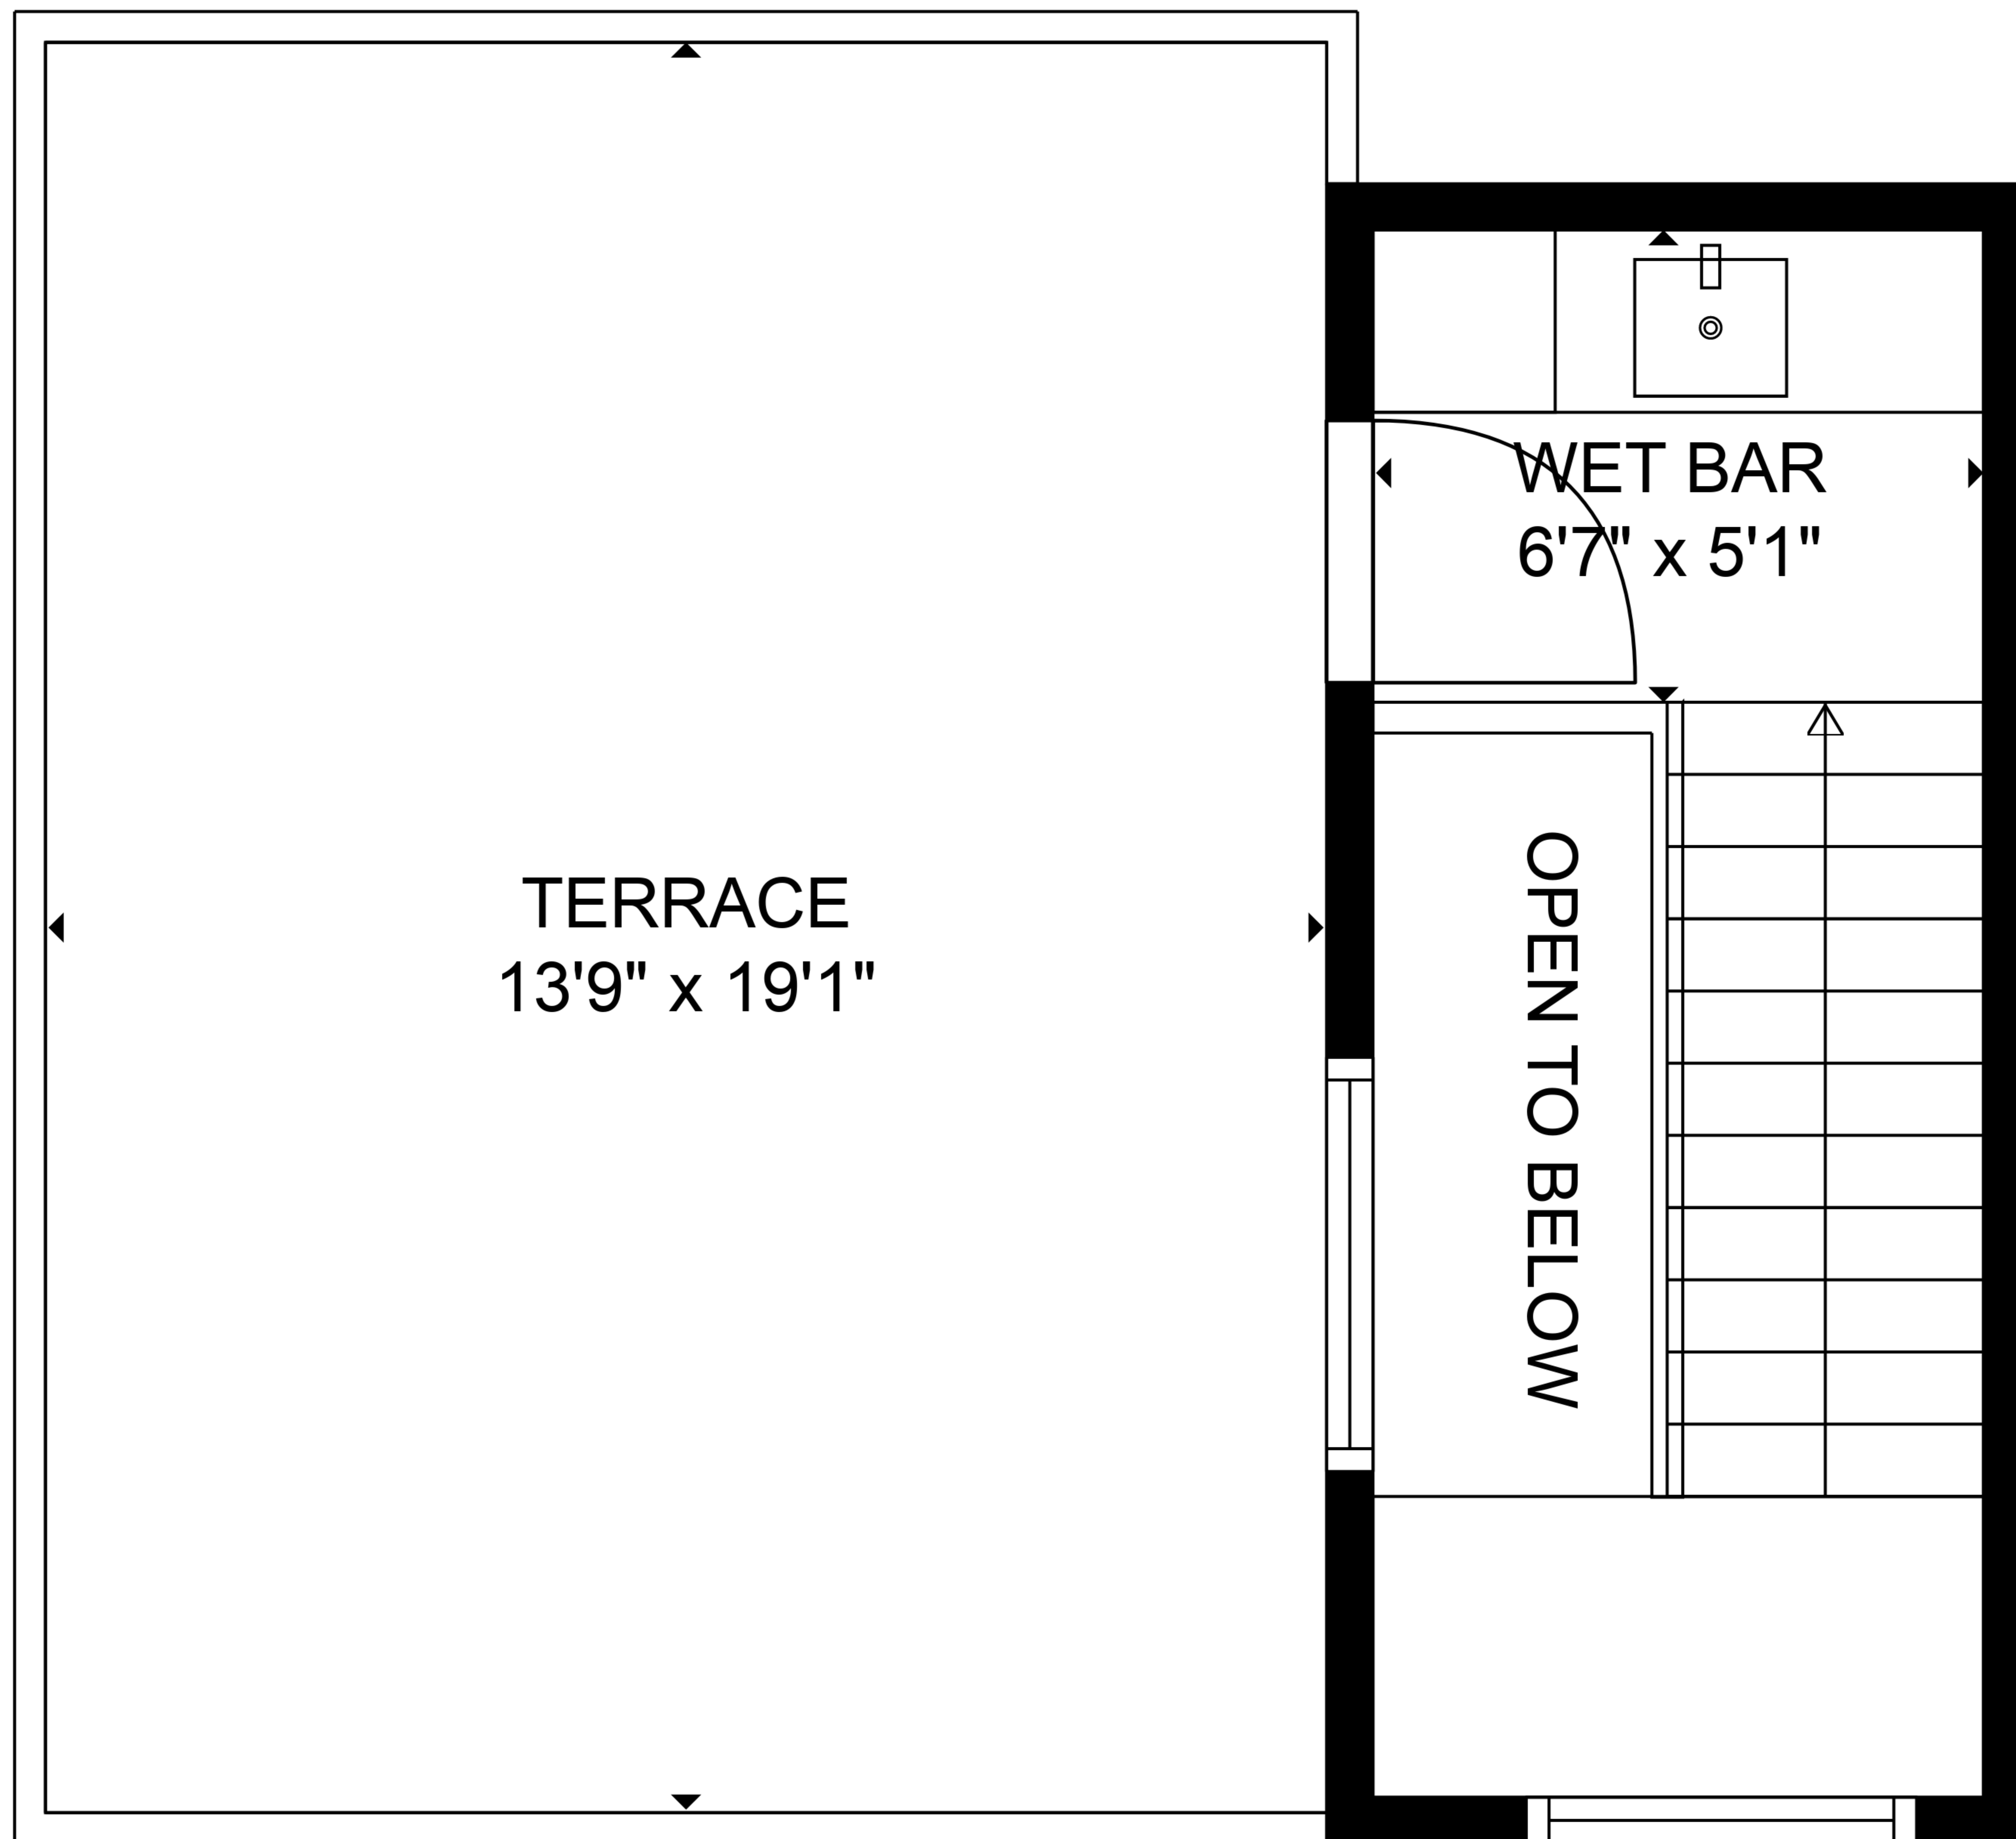 WET BAR
6'7" x 5'1"
TERRACE
13'9" x 19'1"
OPEN TO BELOW